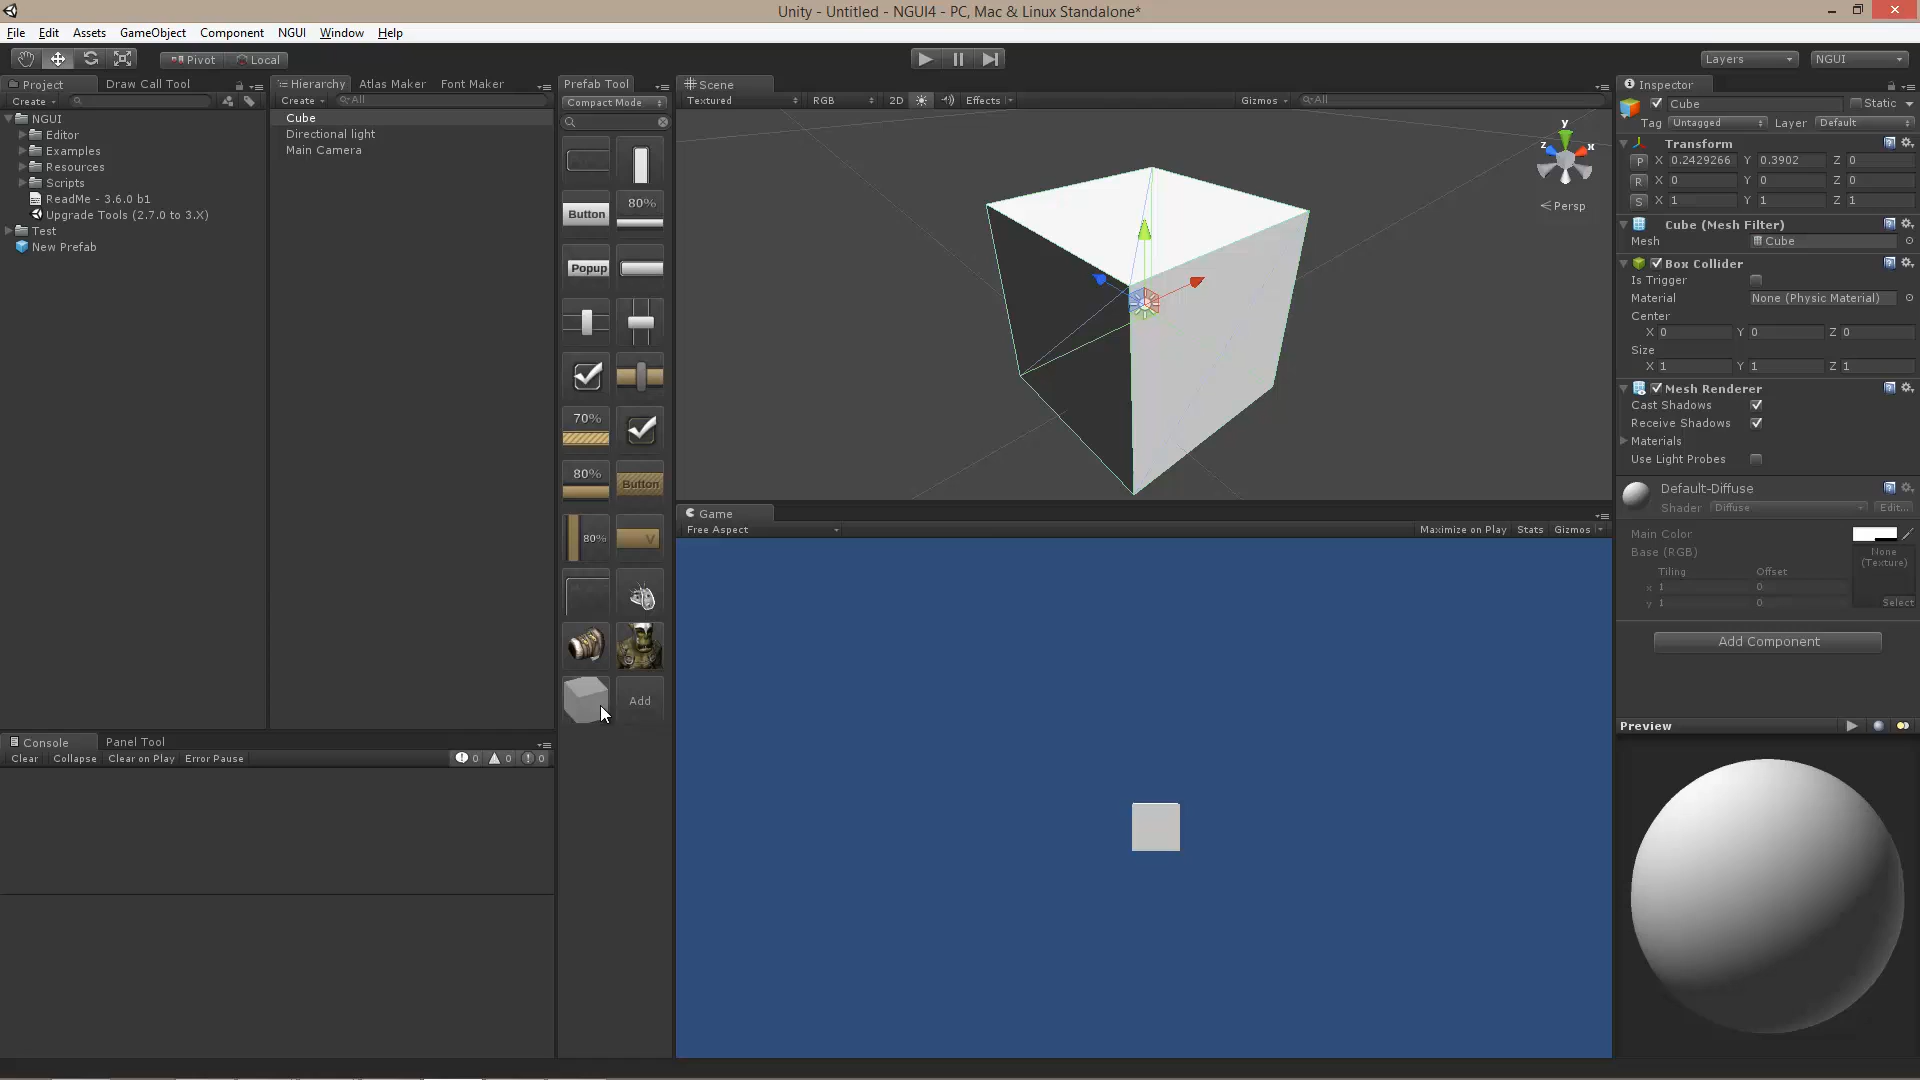 Unity - Untitled - NGUI4 - PC, Mac & Linux Standalone*
File Edit Assets GameObject Component NGUI Window Help
Pivot Local Layers NGUI
Project Draw Call Tool
Create
NGUI
Editor
Examples
Resources
Scripts
ReadMe - 3.6.0 b1
Upgrade Tools (2.7.0 to 3.X)
Test
New Prefab
Hierarchy Atlas Maker Font Maker
Create All
Cube
Directional light
Main Camera
Prefab Tool
Compact Mode
Button 80%
Popup
70%
80% Button
80% V
Add
Scene
Textured RGB 2D Effects Gizmos All
y
z x
Persp
Game
Free Aspect Maximize on Play Stats Gizmos
Console Panel Tool
Clear Collapse Clear on Play Error Pause 0 0 0
Inspector
Cube Static
Tag Untagged Layer Default
Transform
P X 0.2429266 Y 0.3902 Z 0
R X 0 Y 0 Z 0
S X 1 Y 1 Z 1
Cube (Mesh Filter)
Mesh Cube
Box Collider
Is Trigger
Material None (Physic Material)
Center
X 0 Y 0 Z 0
Size
X 1 Y 1 Z 1
Mesh Renderer
Cast Shadows
Receive Shadows
Materials
Use Light Probes
Default-Diffuse
Shader Diffuse Edit...
Main Color
Base (RGB) None
(Texture)
Tiling Offset
x 1 0
y 1 0
Select
Add Component
Preview